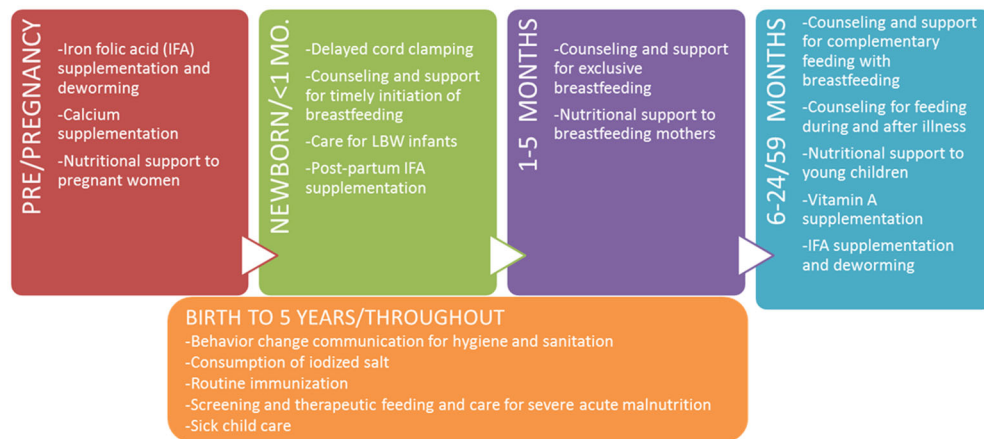 PRE/PREGNANCY
-Iron folic acid (IFA)
supplementation and
deworming
-Calcium
supplementation
-Nutritional support to
pregnant women
NEWBORN/<1 MO.
-Delayed cord clamping
-Counseling and support
for timely initiation of
breastfeeding
-Care for LBW infants
-Post-partum IFA
supplementation
1-5 MONTHS
-Counseling and support
for exclusive
breastfeeding
-Nutritional support to
breastfeeding mothers
6-24/59 MONTHS
-Counseling and support
for complementary
feeding with
breastfeeding
-Counseling for feeding
during and after illness
-Nutritional support to
young children
-Vitamin A
supplementation
-IFA supplementation
and deworming
BIRTH TO 5 YEARS/THROUGHOUT
-Behavior change communication for hygiene and sanitation
-Consumption of iodized salt
-Routine immunization
-Screening and therapeutic feeding and care for severe acute malnutrition
-Sick child care